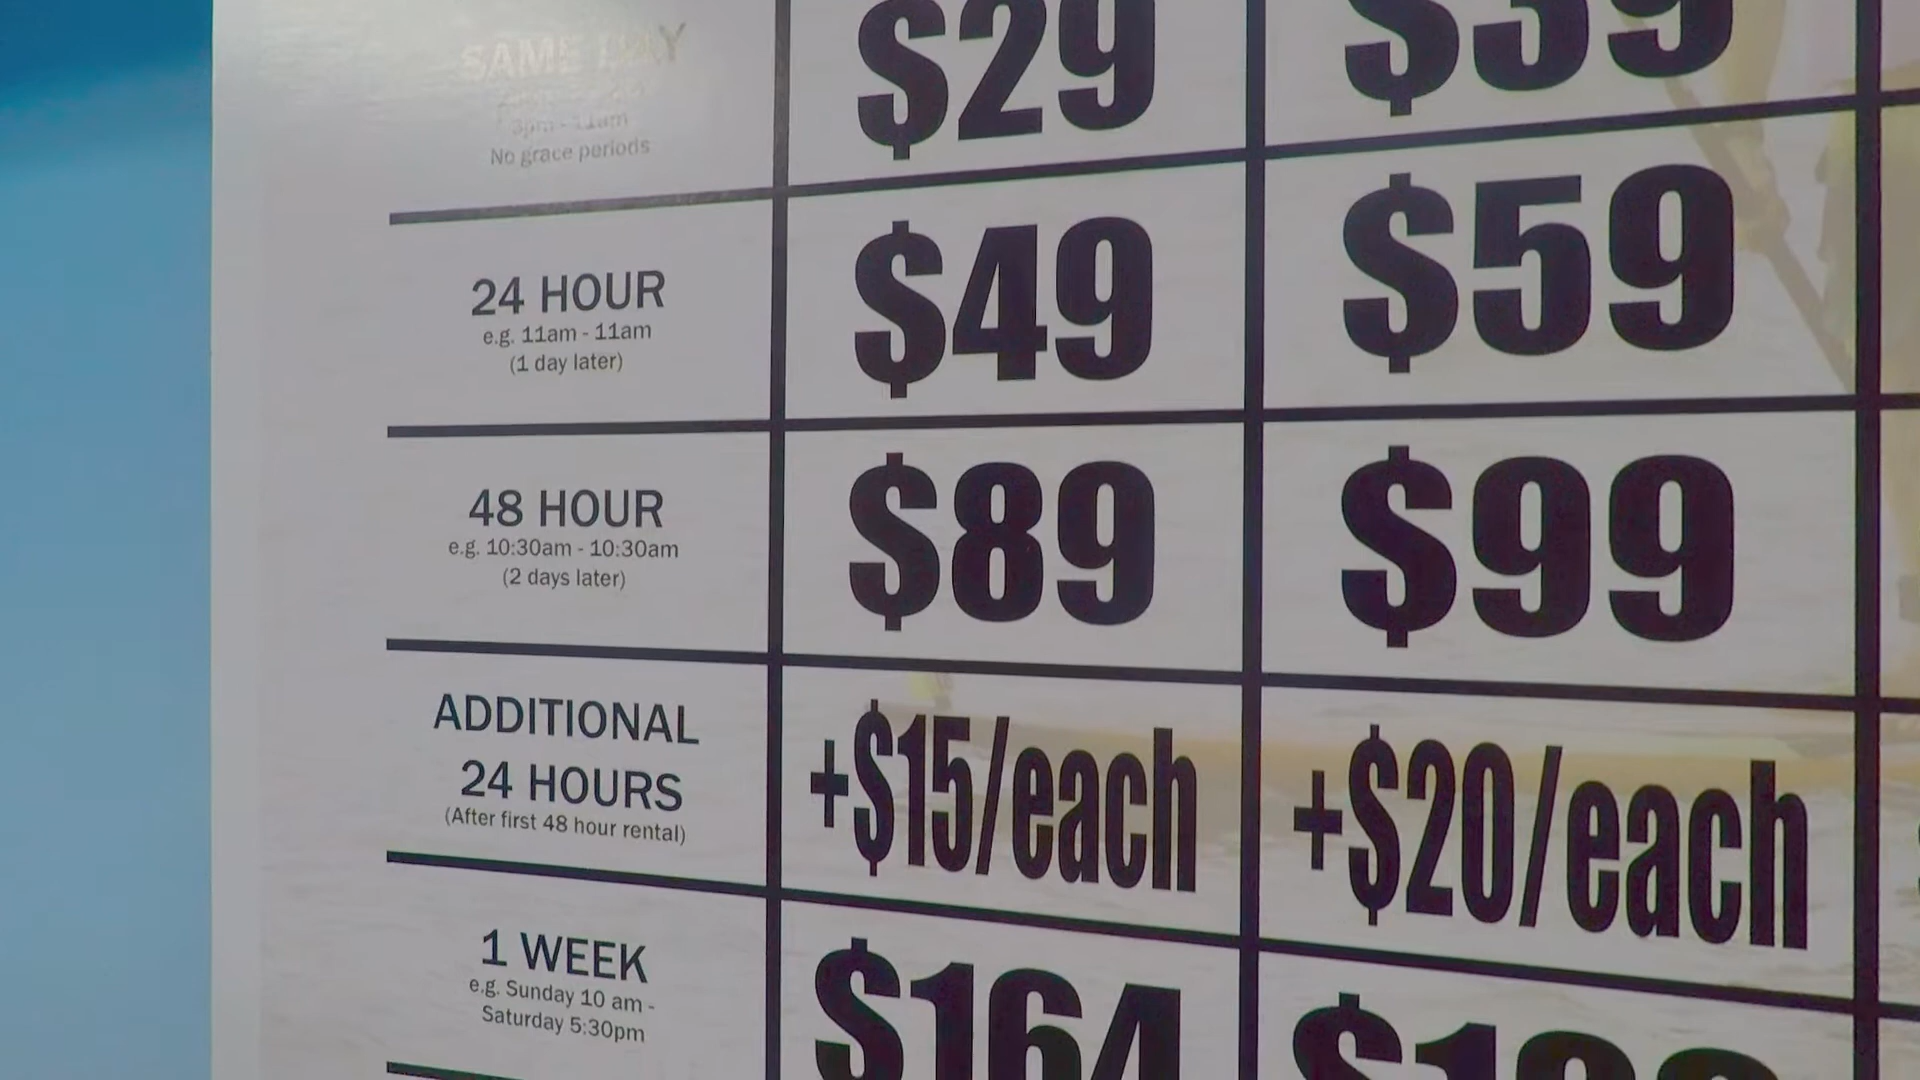 SAME DAY
3pm - 11am
No grace periods
$29
$39
24 HOUR
e.g. 11am - 11am
(1 day later)
$49
$59
48 HOUR
e.g. 10:30am - 10:30am
(2 days later)
$89
$99
ADDITIONAL
24 HOURS
(After first 48 hour rental)
+$15/each
+$20/each
1 WEEK
e.g. Sunday 10 am -
Saturday 5:30pm
$164